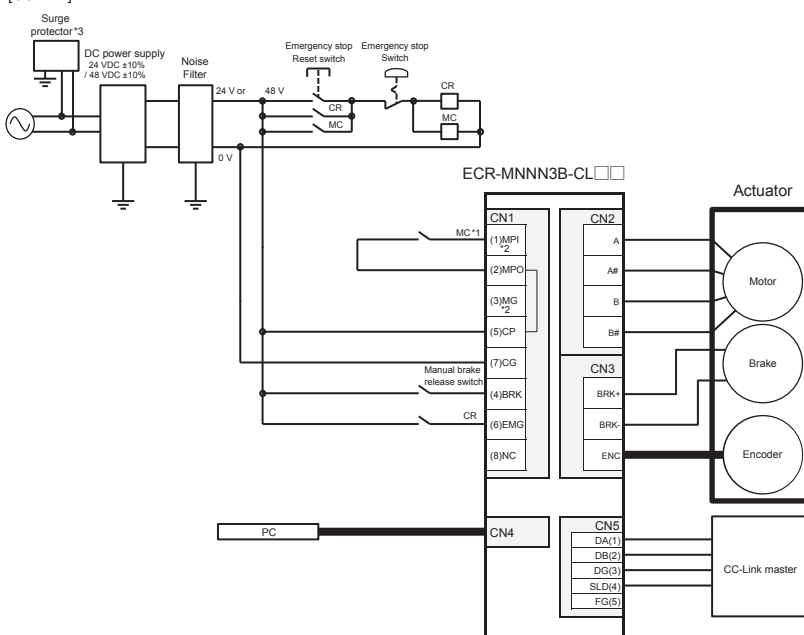 Surge
protector*3
DC power supply
24 VDC ±10%
/ 48 VDC ±10%
Noise
Filter
24 V or 48 V
0 V
Emergency stop
Reset switch
Emergency stop
Switch
CR
MC
CR
MC
ECR-MNNN3B-CL□□
Actuator
CN1
MC*1
(1)MPI
*2
(2)MPO
(3)MG
*2
(5)CP
(7)CG
Manual brake
release switch
(4)BRK
CR
(6)EMG
(8)NC
CN2
A
A#
B
B#
CN3
BRK+
BRK-
ENC
Motor
Brake
Encoder
PC
CN4
CN5
DA(1)
DB(2)
DG(3)
SLD(4)
FG(5)
CC-Link master